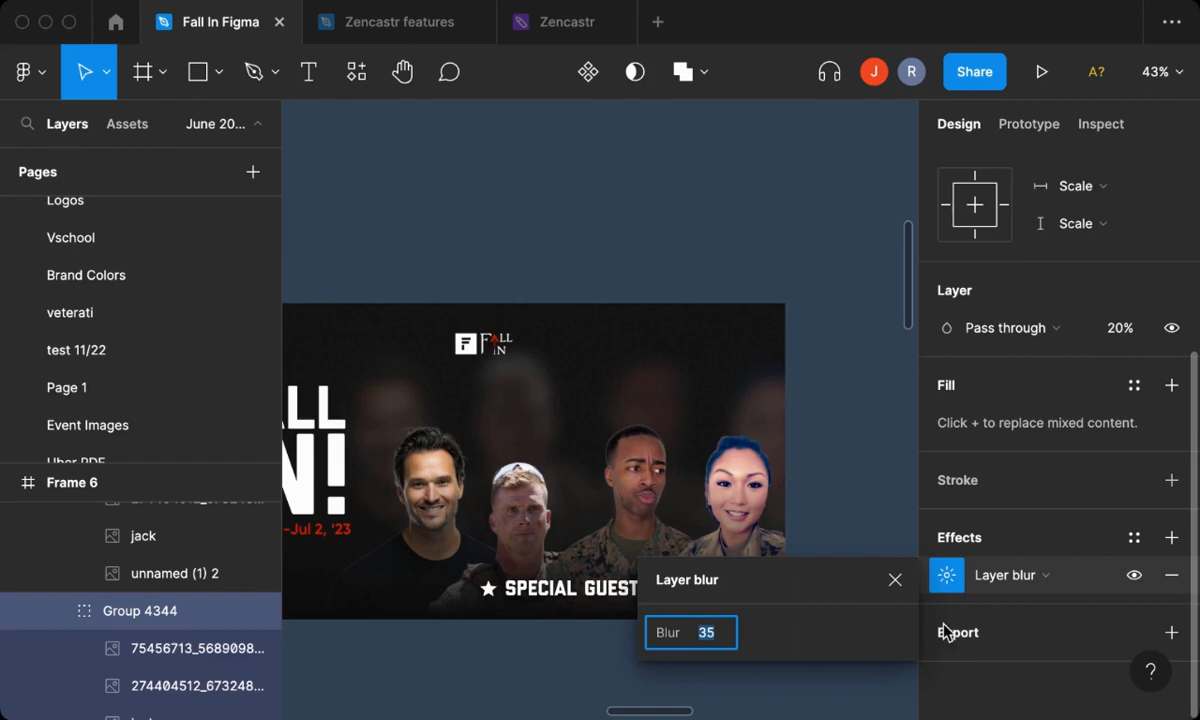 Fall In Figma
Zencastr features
Zencastr
J
R
Share
A?
43%
Layers
Assets
June 20...
Design
Prototype
Inspect
Pages
Logos
Vschool
Brand Colors
veterati
test 11/22
Page 1
Event Images
Uber PDF
Frame 6
jack
unnamed (1) 2
Group 4344
75456713_5689098...
274404512_673248...
F FALL
IN
ALL
N!
-Jul 2, '23
★ SPECIAL GUEST
Scale
Scale
Layer
Pass through
20%
Fill
Click + to replace mixed content.
Stroke
Effects
Layer blur
Export
?
Layer blur
Blur 35